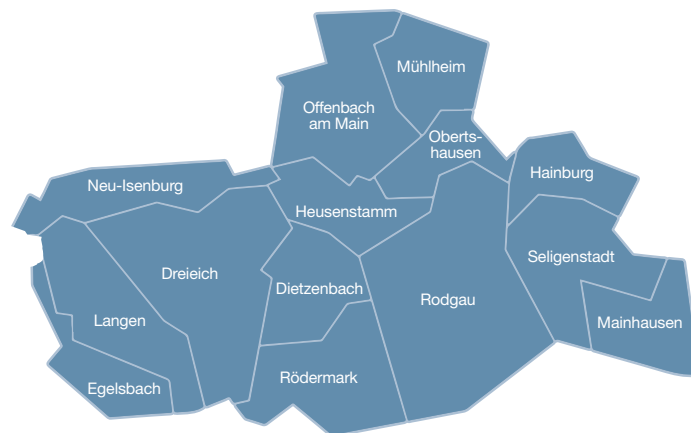 Mühlheim
Offenbach
am Main
Oberts-
hausen
Hainburg
Neu-Isenburg
Heusenstamm
Seligenstadt
Dreieich
Dietzenbach
Rodgau
Langen
Mainhausen
Egelsbach
Rödermark